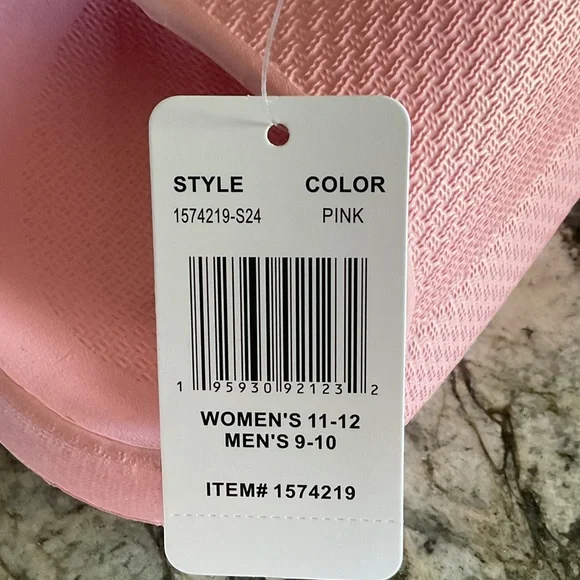 STYLE COLOR
1574219-S24 PINK
1 95930 92123 2
WOMEN'S 11-12
MEN'S 9-10
ITEM# 1574219